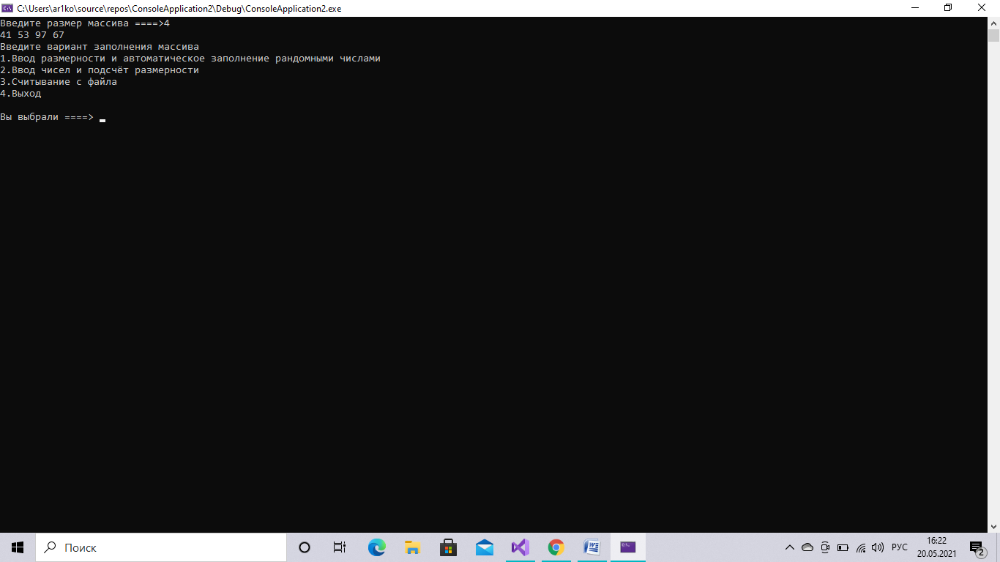 C:\Users\ar1ko\source\repos\ConsoleApplication2\Debug\ConsoleApplication2.exe
Введите размер массива ====>4
41 53 97 67
Введите вариант заполнения массива
1.Ввод размерности и автоматическое заполнение рандомными числами
2.Ввод чисел и подсчёт размерности
3.Считывание с файла
4.Выход
Вы выбрали ====>
Поиск
РУС
16:22
20.05.2021
2